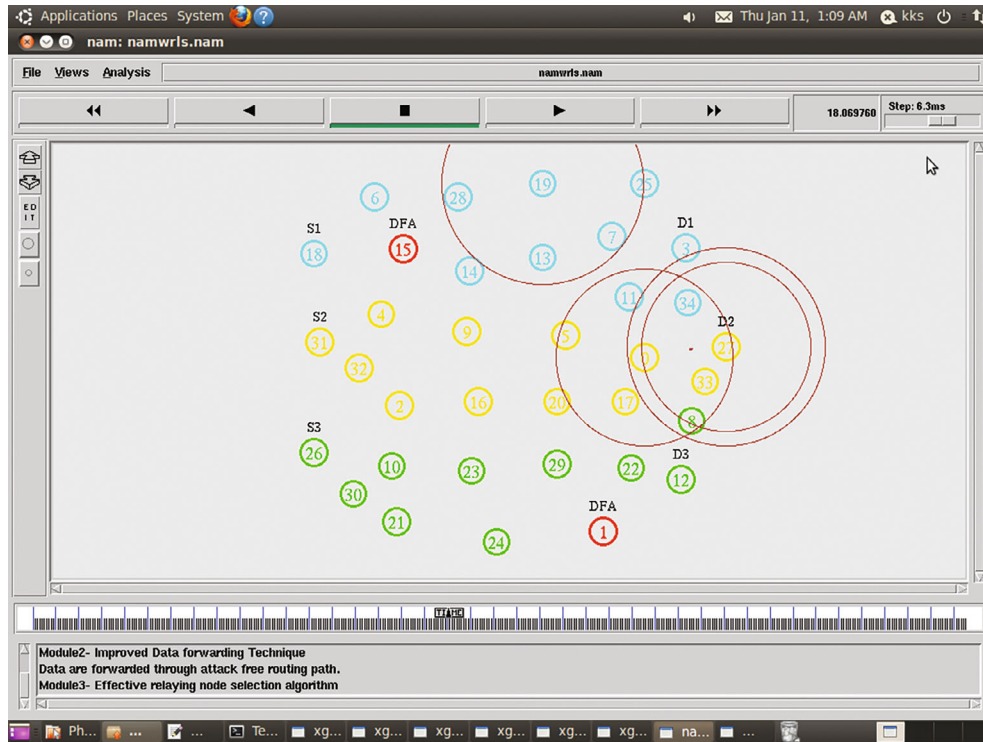 Applications Places System ? Thu Jan 11, 1:09 AM kks
nam: namwrls.nam
File Views Analysis namwrls.nam
18.069760 Step: 6.3ms
ED
IT
19 25
6 28
DFA D1
S1 7
15 3
18 13
14
11 34
S2 4 D2
9 5
31 0
32 33
2 16 20 17
8
S3
26 29 D3
10 23 22 12
30 DFA
21 1
24
TIME
Module2- Improved Data forwarding Technique
Data are forwarded through attack free routing path.
Module3- Effective relaying node selection algorithm
Ph... ... ... Te... xg... xg... xg... xg... xg... xg... xg... na... ...